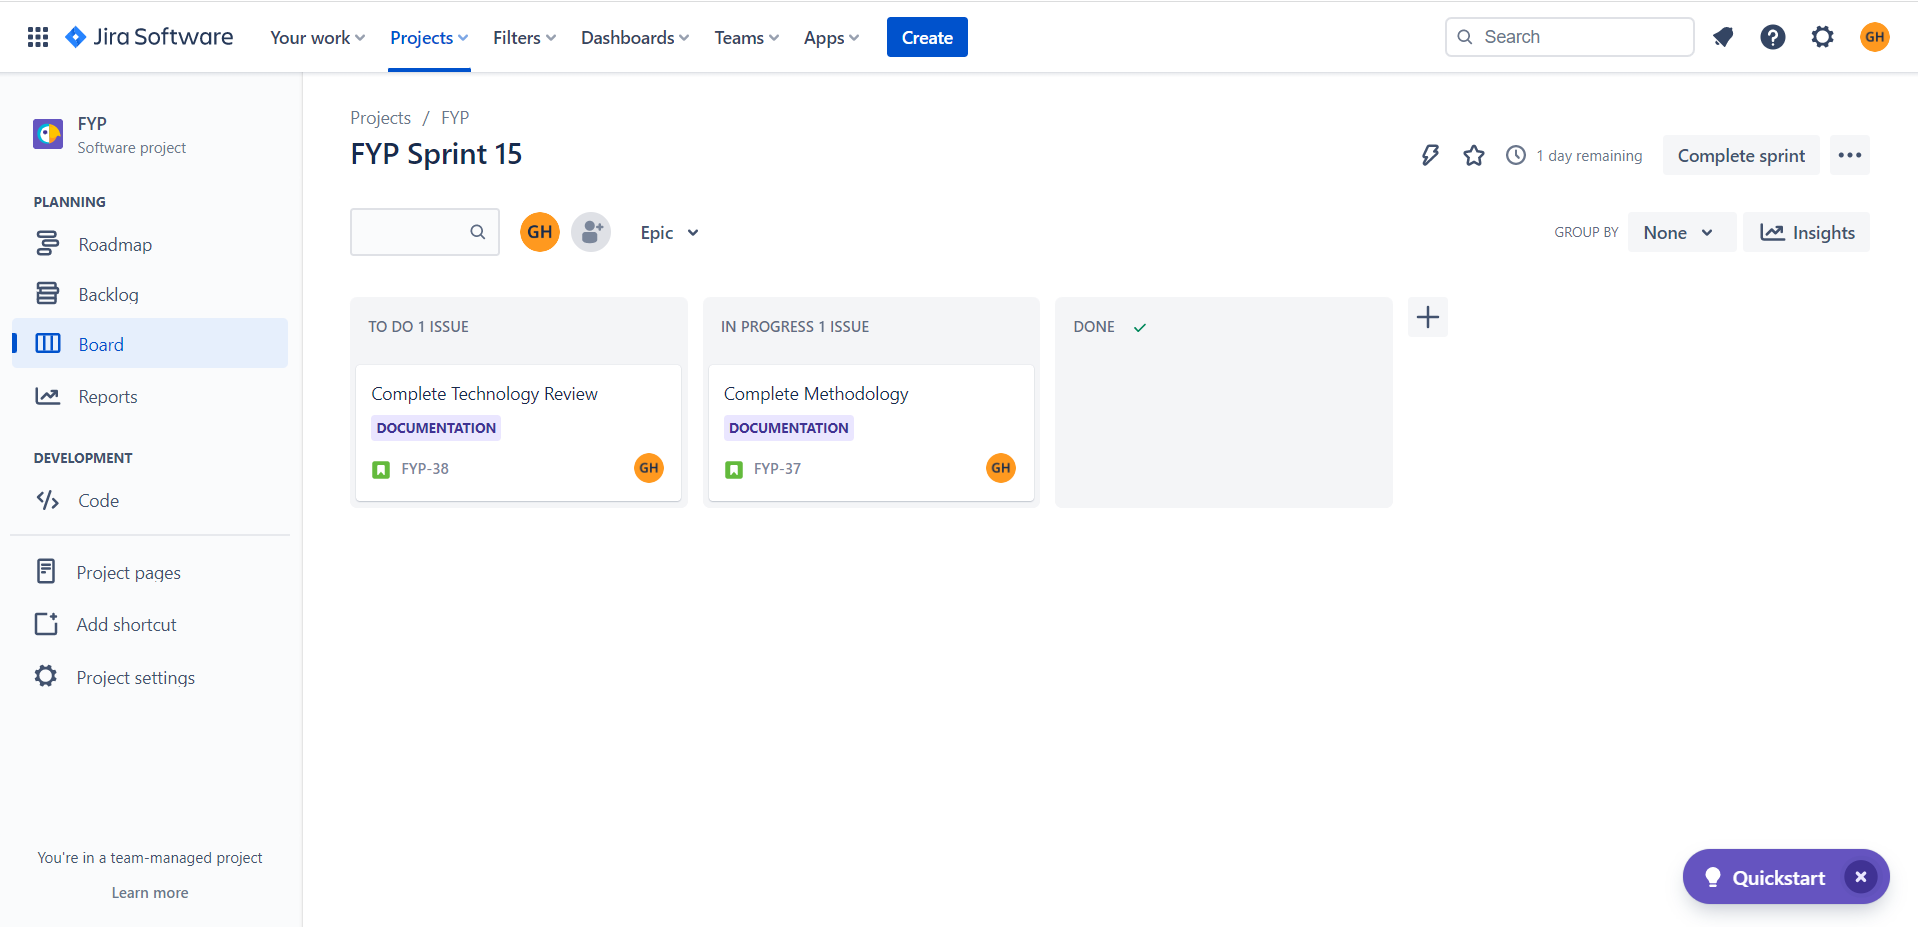 Jira Software Your work Projects Filters Dashboards Teams Apps Create Search GH
FYP
Software project
PLANNING
Roadmap
Backlog
Board
Reports
DEVELOPMENT
Code
Project pages
Add shortcut
Project settings
You're in a team-managed project
Learn more
Projects / FYP
FYP Sprint 15
1 day remaining Complete sprint
GH Epic GROUP BY None Insights
TO DO 1 ISSUE
Complete Technology Review
DOCUMENTATION
FYP-38 GH
IN PROGRESS 1 ISSUE
Complete Methodology
DOCUMENTATION
FYP-37 GH
DONE
Quickstart